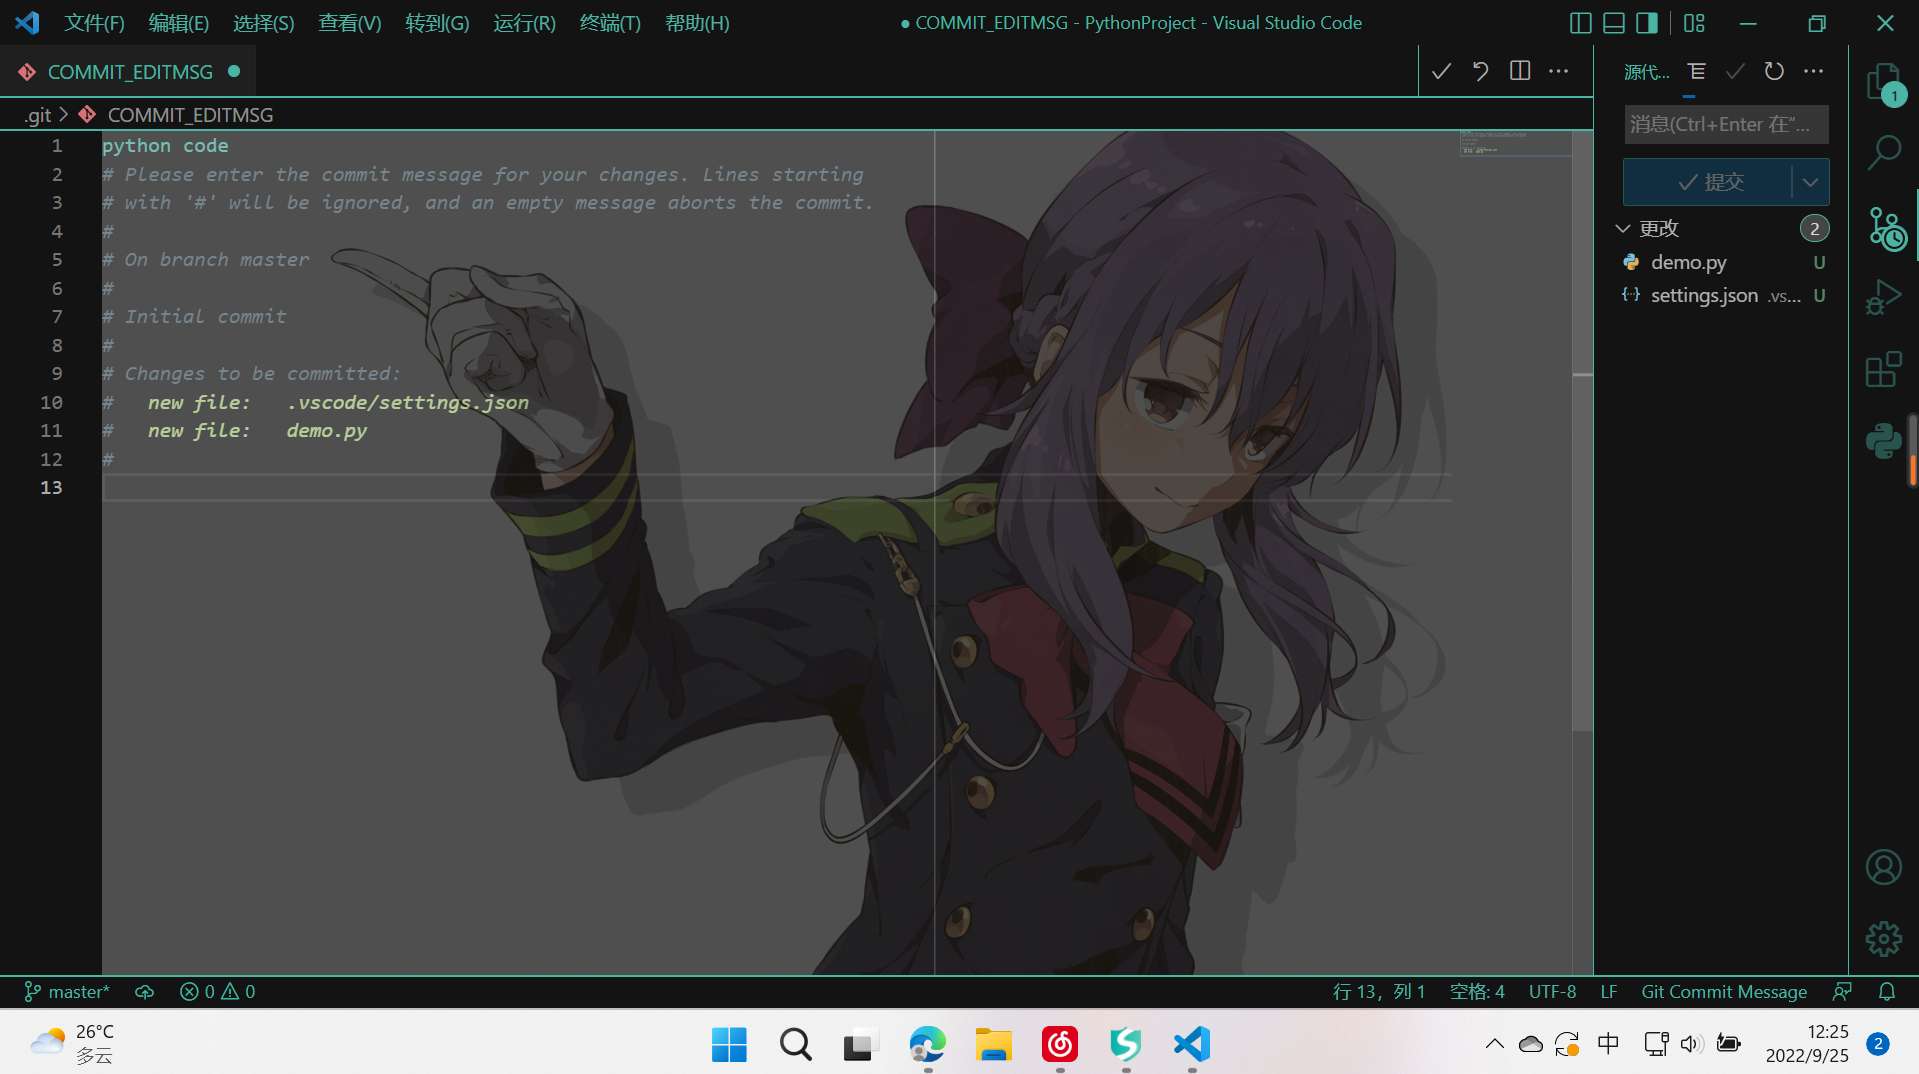 文件(F) 编辑(E) 选择(S) 查看(V) 转到(G) 运行(R) 终端(T) 帮助(H)
● COMMIT_EDITMSG - PythonProject - Visual Studio Code
COMMIT_EDITMSG ●
.git > COMMIT_EDITMSG
1 python code
2 # Please enter the commit message for your changes. Lines starting
3 # with '#' will be ignored, and an empty message aborts the commit.
4 #
5 # On branch master
6 #
7 # Initial commit
8 #
9 # Changes to be committed:
10 # new file: .vscode/settings.json
11 # new file: demo.py
12 #
13
源代...
消息(Ctrl+Enter 在“...
提交
更改 2
demo.py U
settings.json .vs... U
1
master* 0 0
行 13，列 1 空格: 4 UTF-8 LF Git Commit Message
26°C
多云
中
12:25
2022/9/25
2